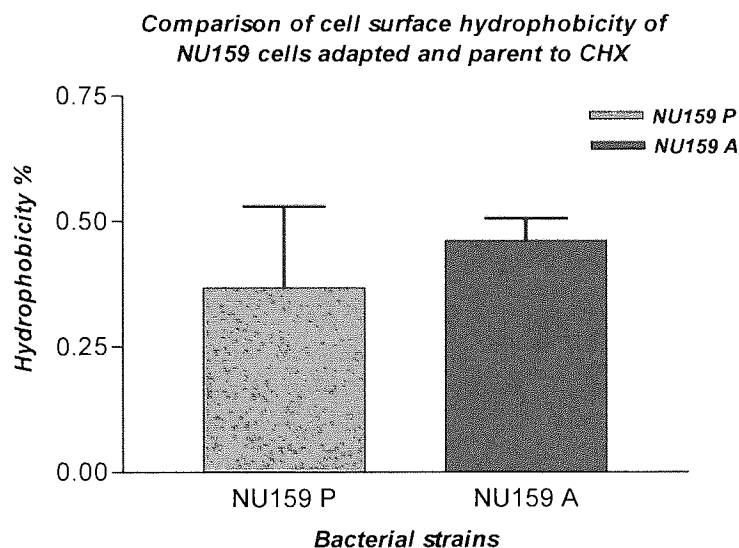 Comparison of cell surface hydrophobicity of
NU159 cells adapted and parent to CHX
0.75
0.50
0.25
0.00
Hydrophobicity %
NU159 P
NU159 A
NU159 P
NU159 A
Bacterial strains